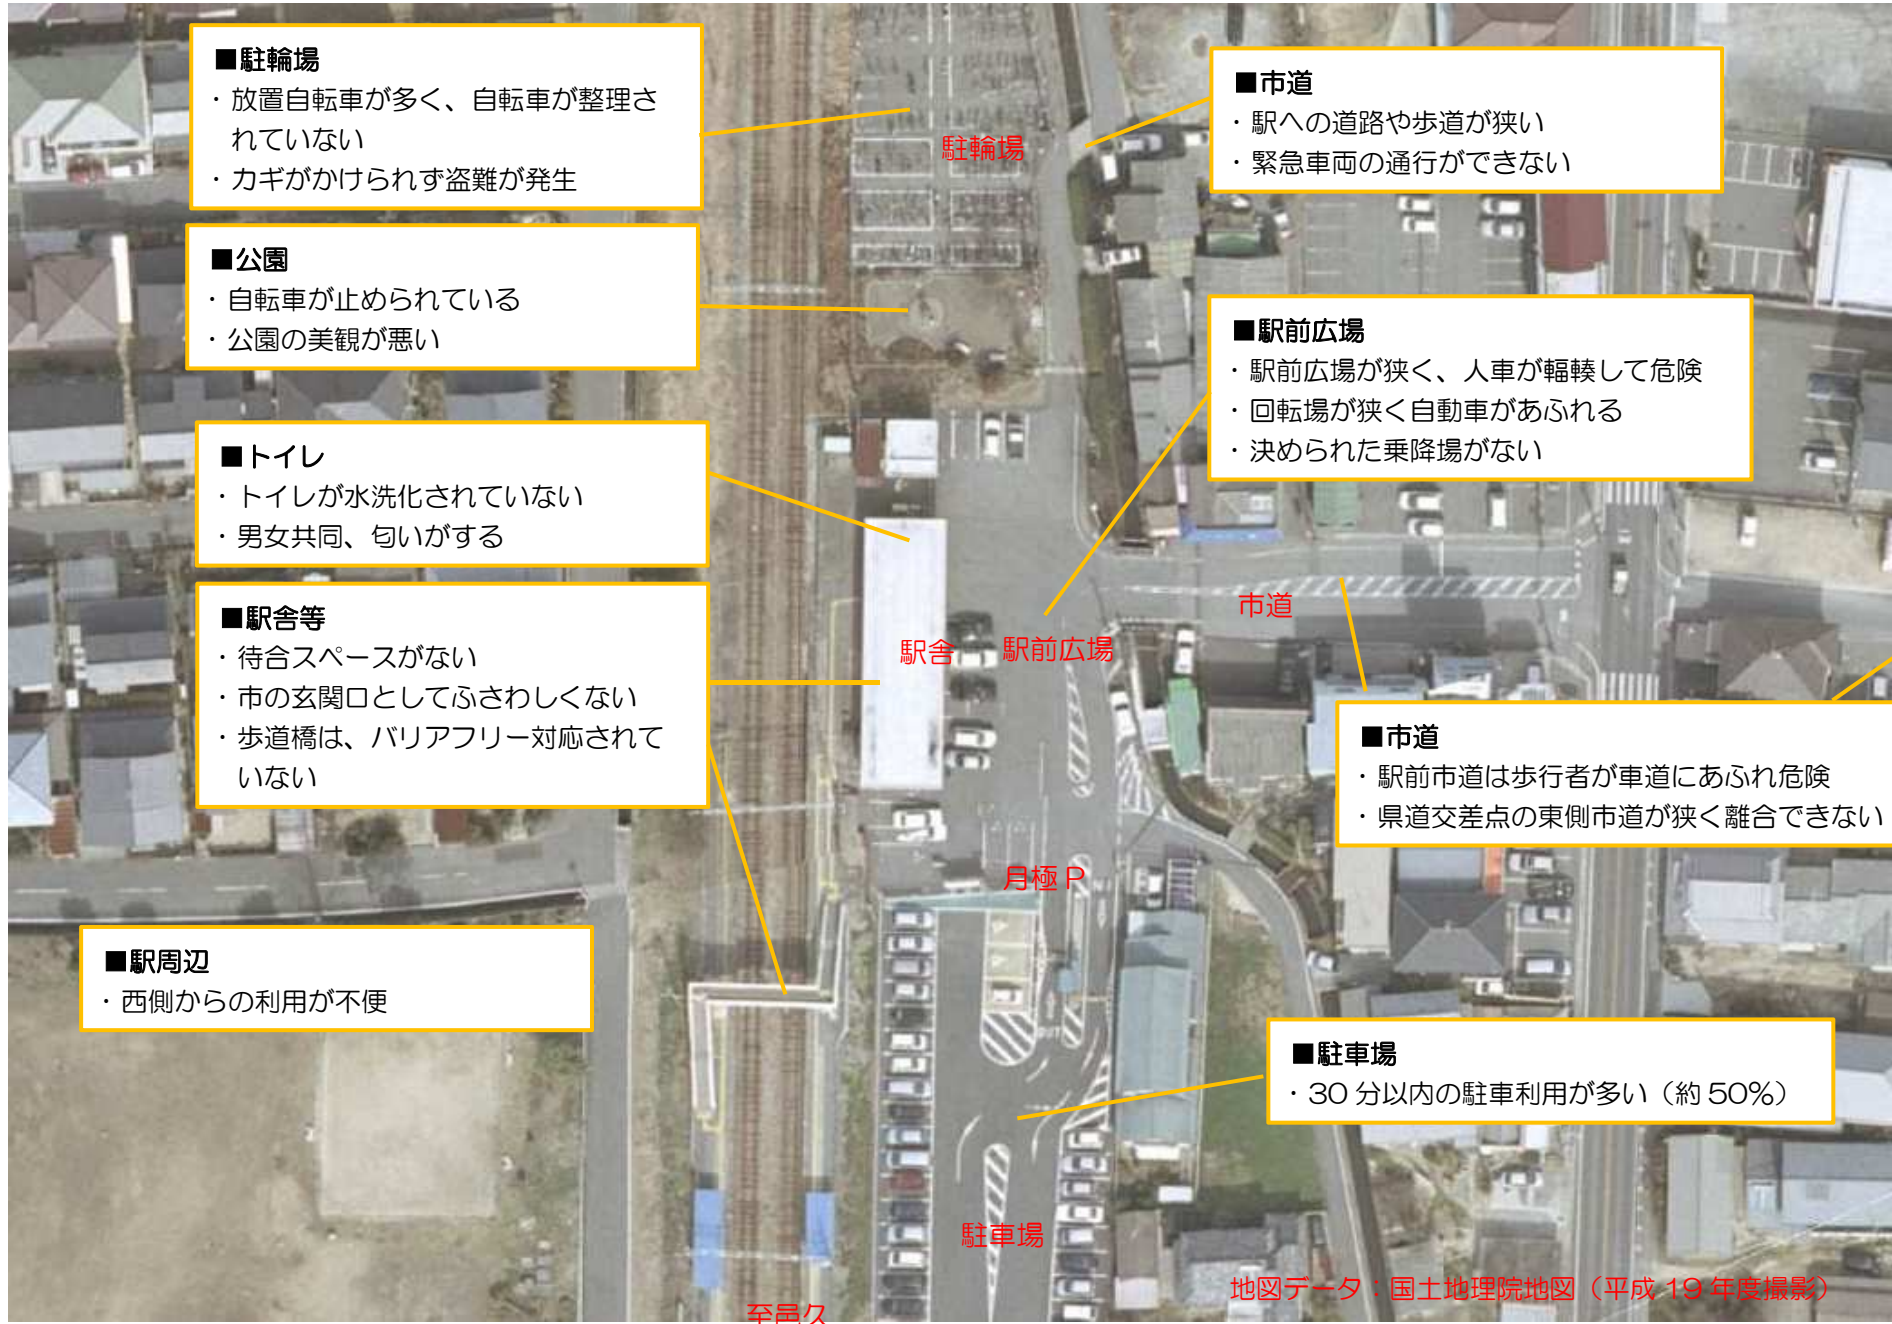 ■駐輪場
・放置自転車が多く、自転車が整理さ
れていない
・カギがかけられず盗難が発生
■公園
・自転車が止められている
・公園の美観が悪い
■トイレ
・トイレが水洗化されていない
・男女共同、匂いがする
■駅舎等
・待合スペースがない
・市の玄関口としてふさわしくない
・歩道橋は、バリアフリー対応されて
いない
■駅周辺
・西側からの利用が不便
駐輪場
駅舎
駅前広場
市道
月極 P
駐車場
至邑久
■市道
・駅への道路や歩道が狭い
・緊急車両の通行ができない
■駅前広場
・駅前広場が狭く、人車が輻輳して危険
・回転場が狭く自動車があふれる
・決められた乗降場がない
■市道
・駅前市道は歩行者が車道にあふれ危険
・県道交差点の東側市道が狭く離合できない
■駐車場
・30 分以内の駐車利用が多い（約 50%）
地図データ：国土地理院地図（平成 19 年度撮影）